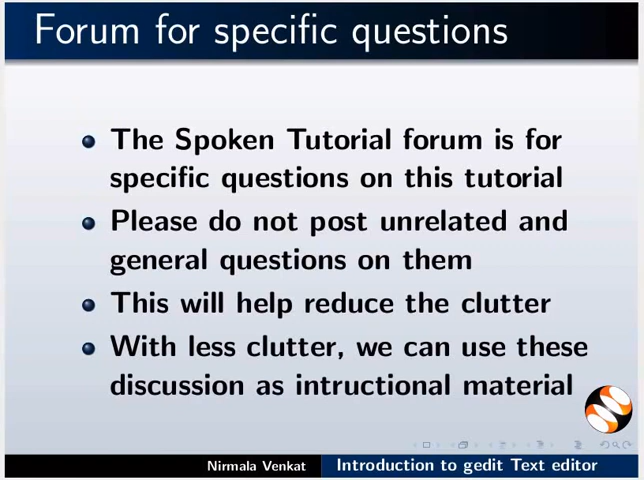 Forum for specific questions
The Spoken Tutorial forum is for
specific questions on this tutorial
Please do not post unrelated and
general questions on them
This will help reduce the clutter
With less clutter, we can use these
discussion as intructional material
Nirmala Venkat
Introduction to gedit Text editor